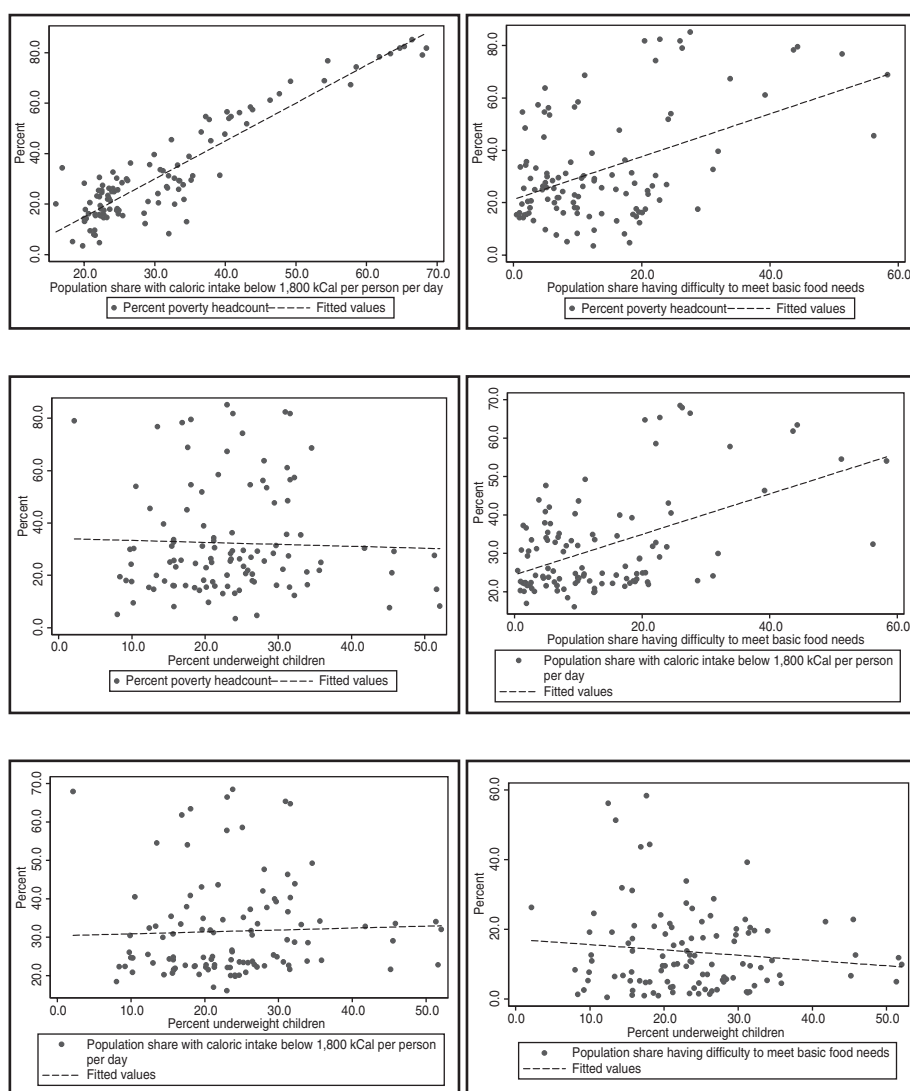 80.0
60.0
Percent
40.0
20.0
0.0
20.0 30.0 40.0 50.0 60.0 70.0
Population share with caloric intake below 1,800 kCal per person per day
Percent poverty headcount Fitted values
80.0
60.0
Percent
40.0
20.0
0.0
0.0 20.0 40.0 60.0
Population share having difficulty to meet basic food needs
Percent poverty headcount Fitted values
80.0
60.0
Percent
40.0
20.0
0.0
0.0 10.0 20.0 30.0 40.0 50.0
Percent underweight children
Percent poverty headcount Fitted values
70.0
60.0
50.0
Percent
40.0
30.0
20.0
0.0 20.0 40.0 60.0
Population share having difficulty to meet basic food needs
Population share with caloric intake below 1,800 kCal per person
per day
Fitted values
70.0
60.0
50.0
Percent
40.0
30.0
20.0
0.0 10.0 20.0 30.0 40.0 50.0
Percent underweight children
Population share with caloric intake below 1,800 kCal per person
per day
Fitted values
60.0
40.0
Percent
20.0
0.0
0.0 10.0 20.0 30.0 40.0 50.0
Percent underweight children
Population share having difficulty to meet basic food needs
Fitted values